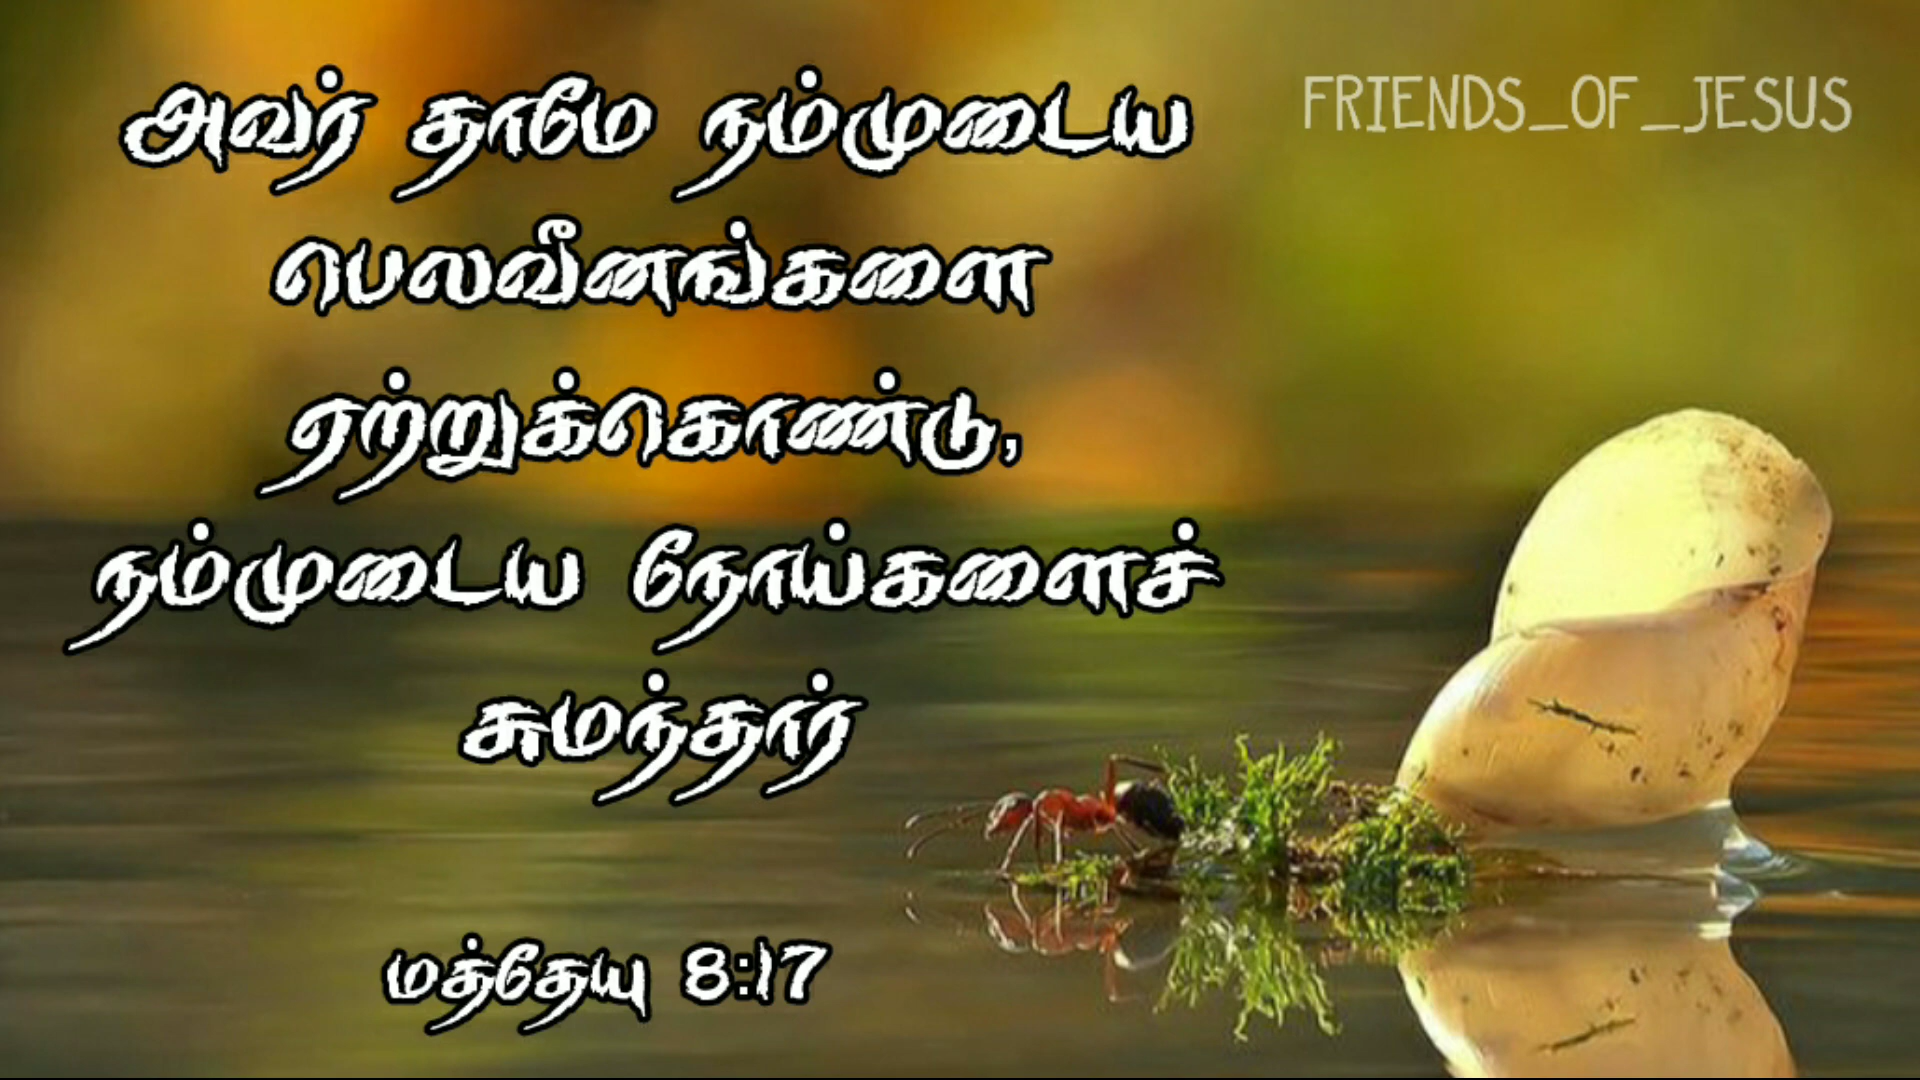 அவர் தாமே நம்முடைய
பெலவீனங்களை
ஏற்றுக்கொண்டு,
நம்முடைய நோய்களைச்
சுமந்தார்
மத்தேயு 8:17
FRIENDS_OF_JESUS